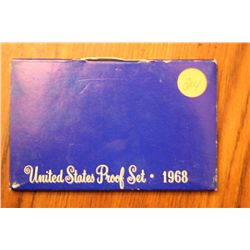 United States Proof Set • 1968